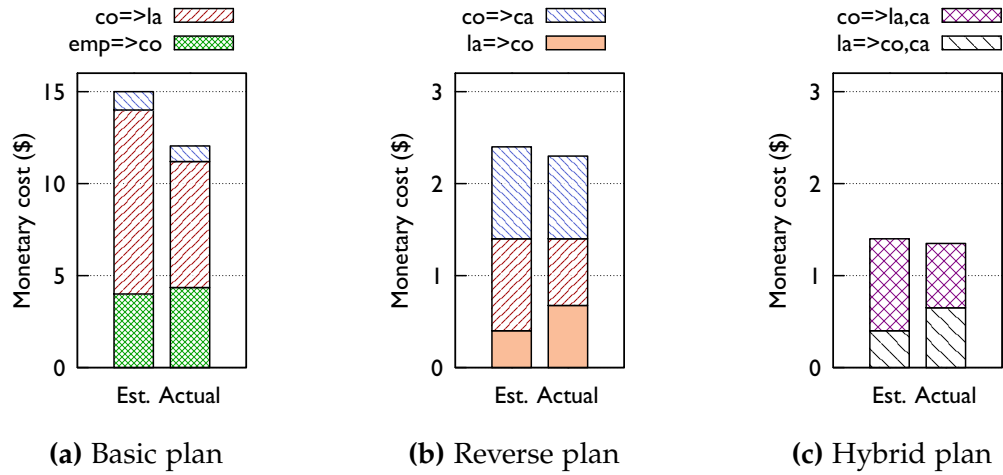 co=>la
emp=>co
Monetary cost ($)
15
10
5
0
Est. Actual
(a) Basic plan
co=>ca
la=>co
Monetary cost ($)
3
2
1
0
Est. Actual
(b) Reverse plan
co=>la,ca
la=>co,ca
Monetary cost ($)
3
2
1
0
Est. Actual
(c) Hybrid plan